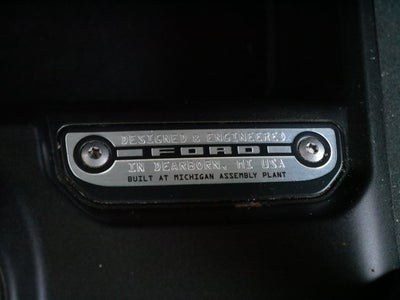 DESIGNED & ENGINEERED
FORD
IN DEARBORN, MI USA
BUILT AT MICHIGAN ASSEMBLY PLANT